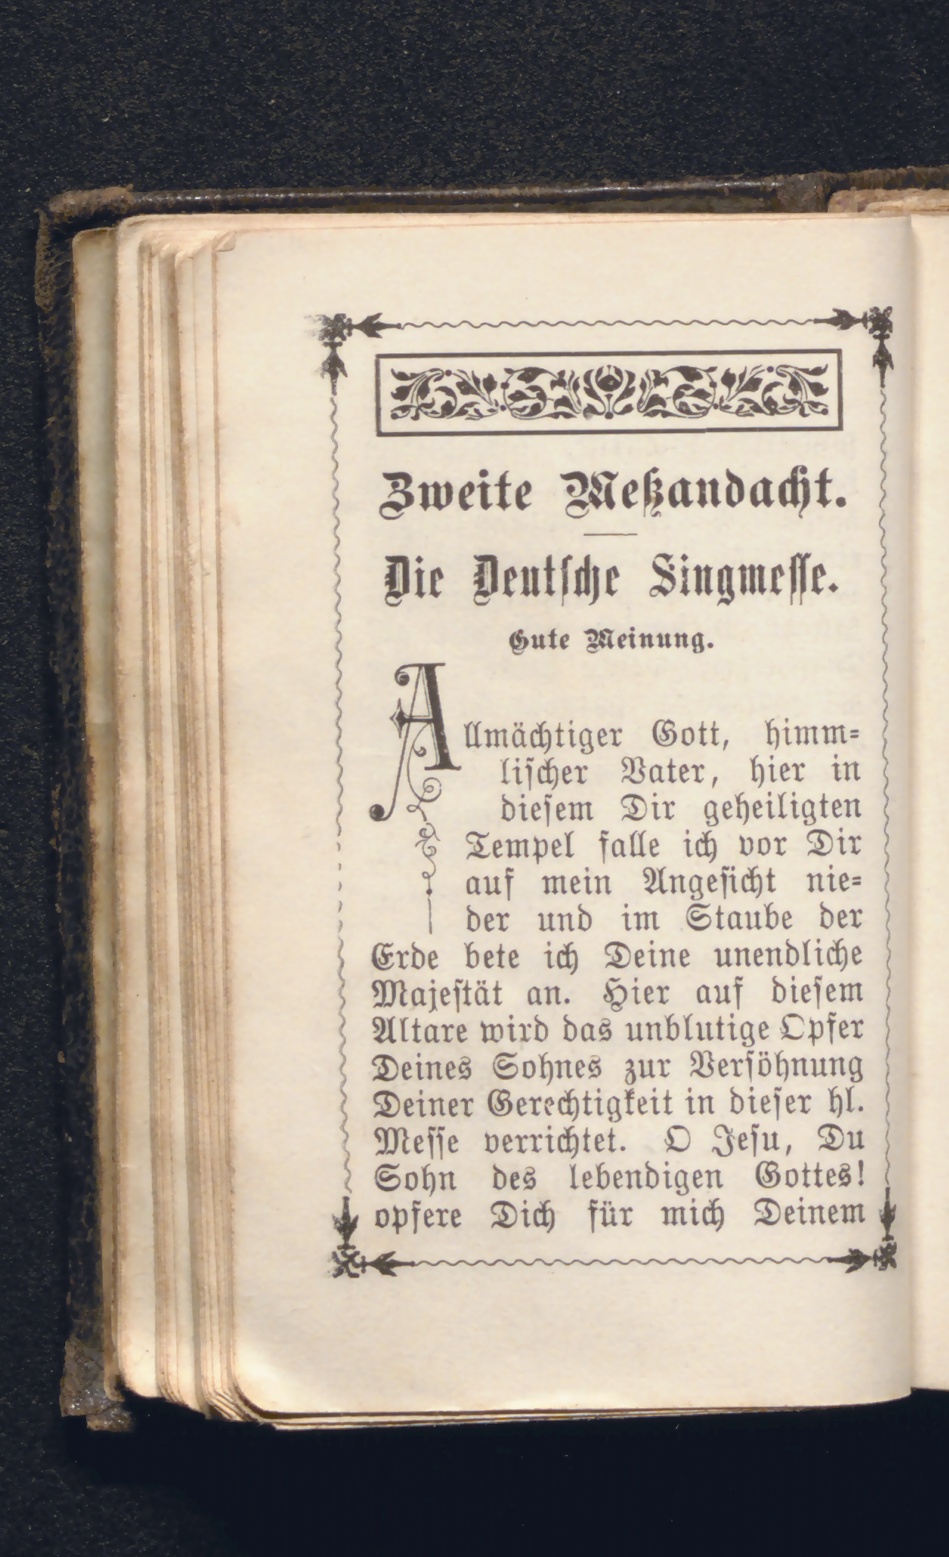 Zweite Meßandacht.
Die Deutsche Singmesse.
Gute Meinung.
Allmächtiger Gott, himm=
lischer Vater, hier in
diesem Dir geheiligten
Tempel falle ich vor Dir
auf mein Angesicht nie=
der und im Staube der
Erde bete ich Deine unendliche
Majestät an. Hier auf diesem
Altare wird das unblutige Opfer
Deines Sohnes zur Versöhnung
Deiner Gerechtigkeit in dieser hl.
Messe verrichtet. O Jesu, Du
Sohn des lebendigen Gottes!
opfere Dich für mich Deinem